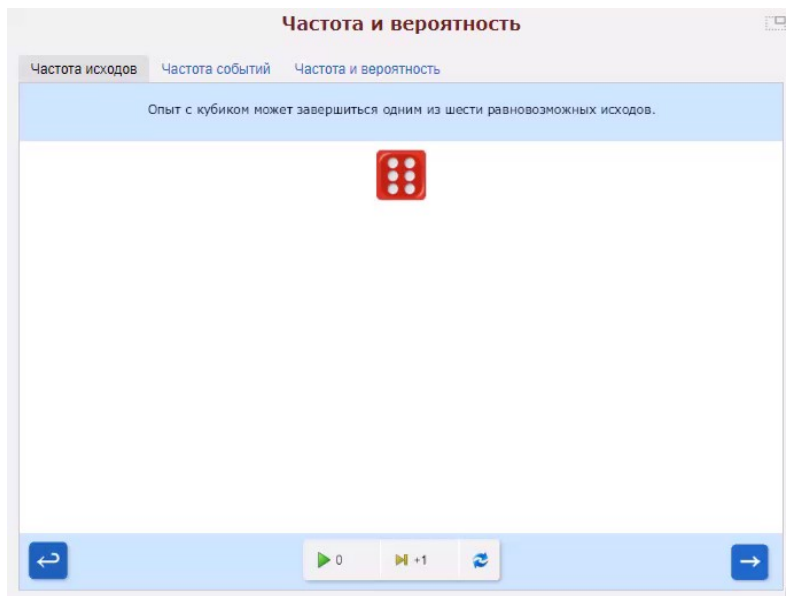 Частота и вероятность
Частота исходов Частота событий Частота и вероятность
Опыт с кубиком может завершиться одним из шести равновозможных исходов.
0 +1